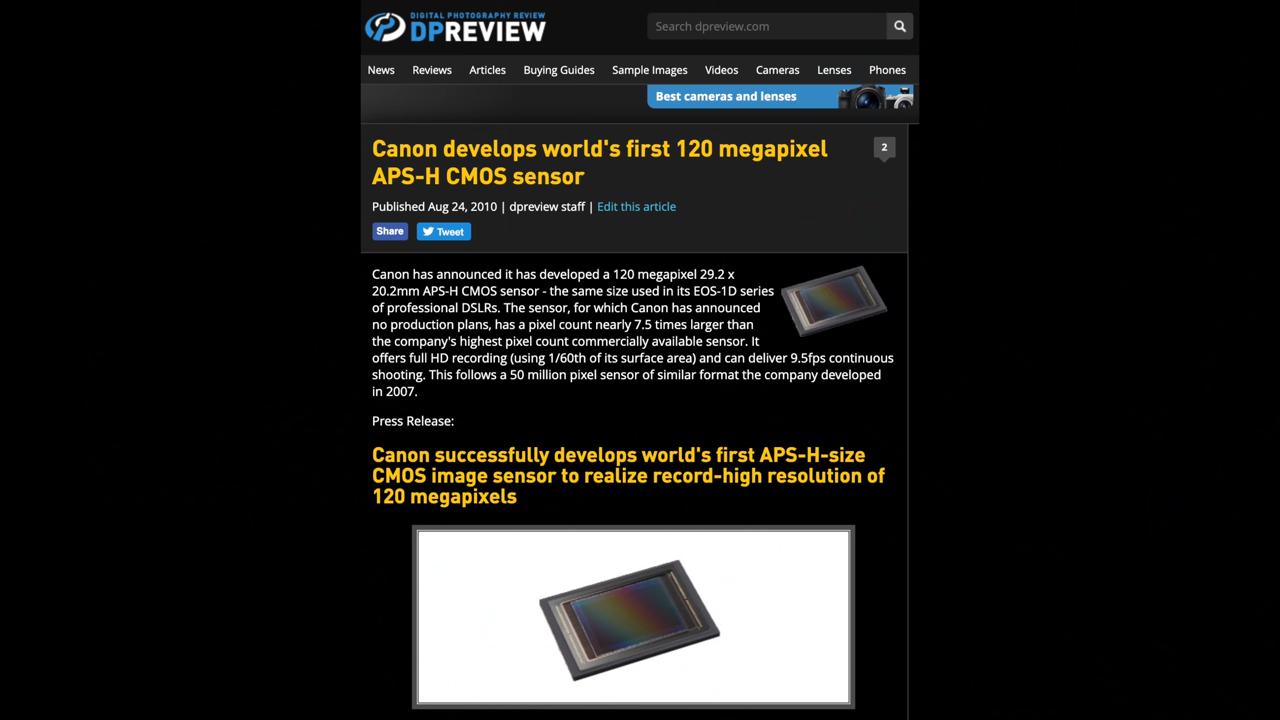 DIGITAL PHOTOGRAPHY REVIEW
DPREVIEW
Search dpreview.com
News Reviews Articles Buying Guides Sample Images Videos Cameras Lenses Phones
Best cameras and lenses
Canon develops world's first 120 megapixel
APS-H CMOS sensor
2
Published Aug 24, 2010 | dpreview staff | Edit this article
Share Tweet
Canon has announced it has developed a 120 megapixel 29.2 x
20.2mm APS-H CMOS sensor - the same size used in its EOS-1D series
of professional DSLRs. The sensor, for which Canon has announced
no production plans, has a pixel count nearly 7.5 times larger than
the company's highest pixel count commercially available sensor. It
offers full HD recording (using 1/60th of its surface area) and can deliver 9.5fps continuous
shooting. This follows a 50 million pixel sensor of similar format the company developed
in 2007.
Press Release:
Canon successfully develops world's first APS-H-size
CMOS image sensor to realize record-high resolution of
120 megapixels